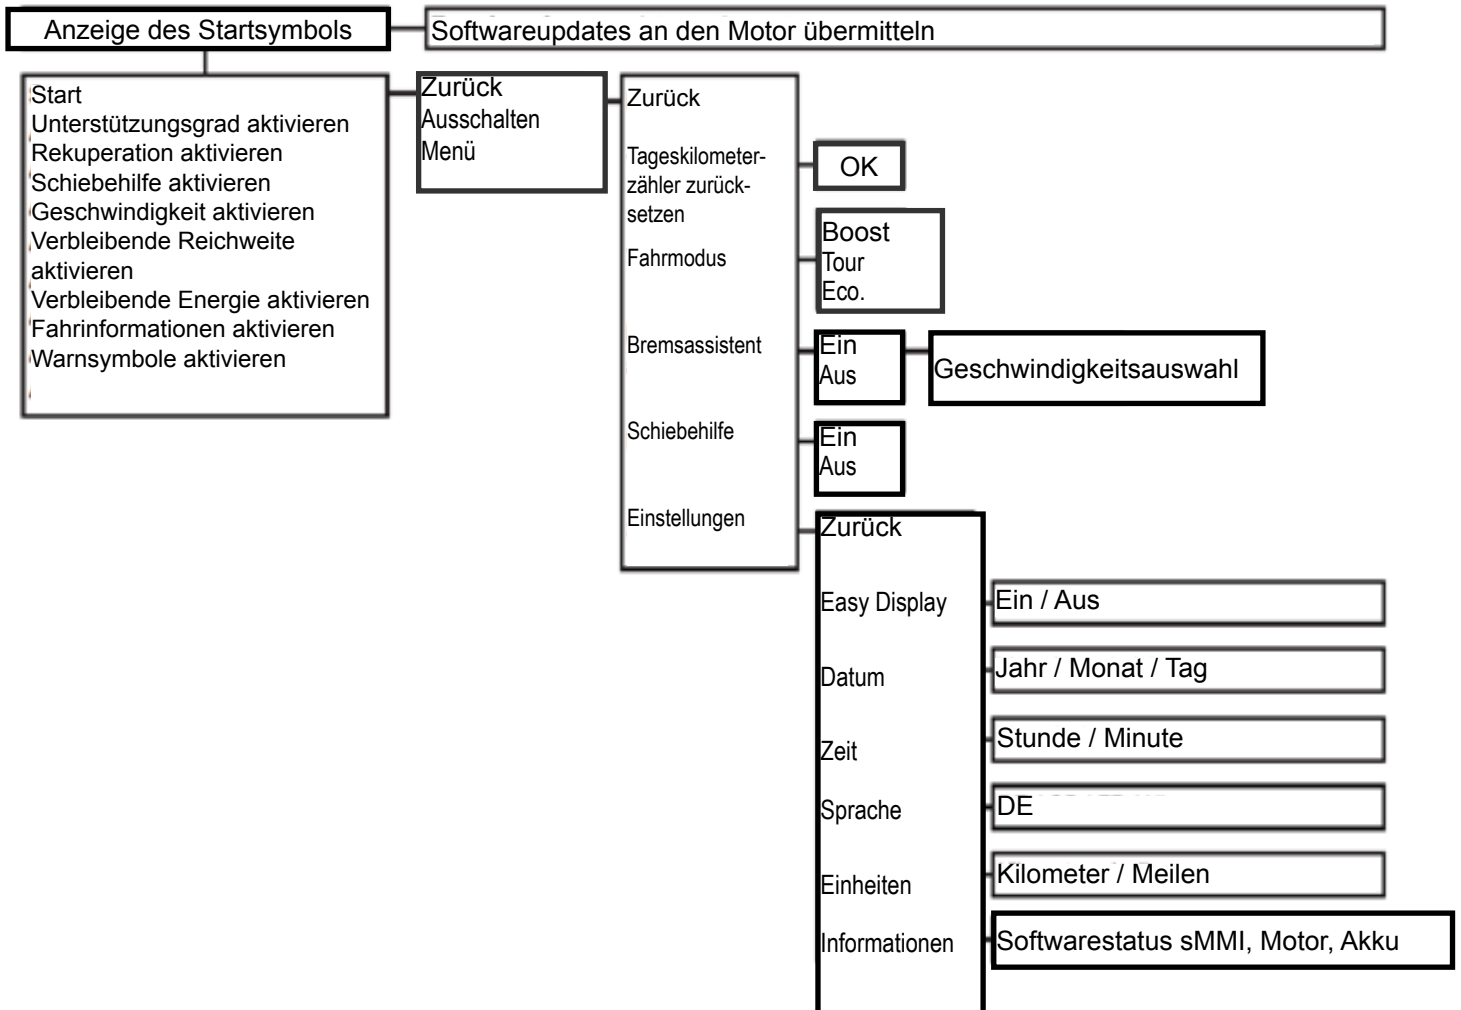 Anzeige des Startsymbols
Softwareupdates an den Motor übermitteln
Start
Unterstützungsgrad aktivieren
Rekuperation aktivieren
Schiebehilfe aktivieren
Geschwindigkeit aktivieren
Verbleibende Reichweite
aktivieren
Verbleibende Energie aktivieren
Fahrinformationen aktivieren
Warnsymbole aktivieren
Zurück
Ausschalten
Menü
Zurück
Tageskilometer-
zähler zurück-
setzen
Fahrmodus
Bremsassistent
Schiebehilfe
Einstellungen
OK
Boost
Tour
Eco.
Ein
Aus
Geschwindigkeitsauswahl
Ein
Aus
Zurück
Easy Display
Datum
Zeit
Sprache
Einheiten
Informationen
Ein / Aus
Jahr / Monat / Tag
Stunde / Minute
DE
Kilometer / Meilen
Softwarestatus sMMI, Motor, Akku